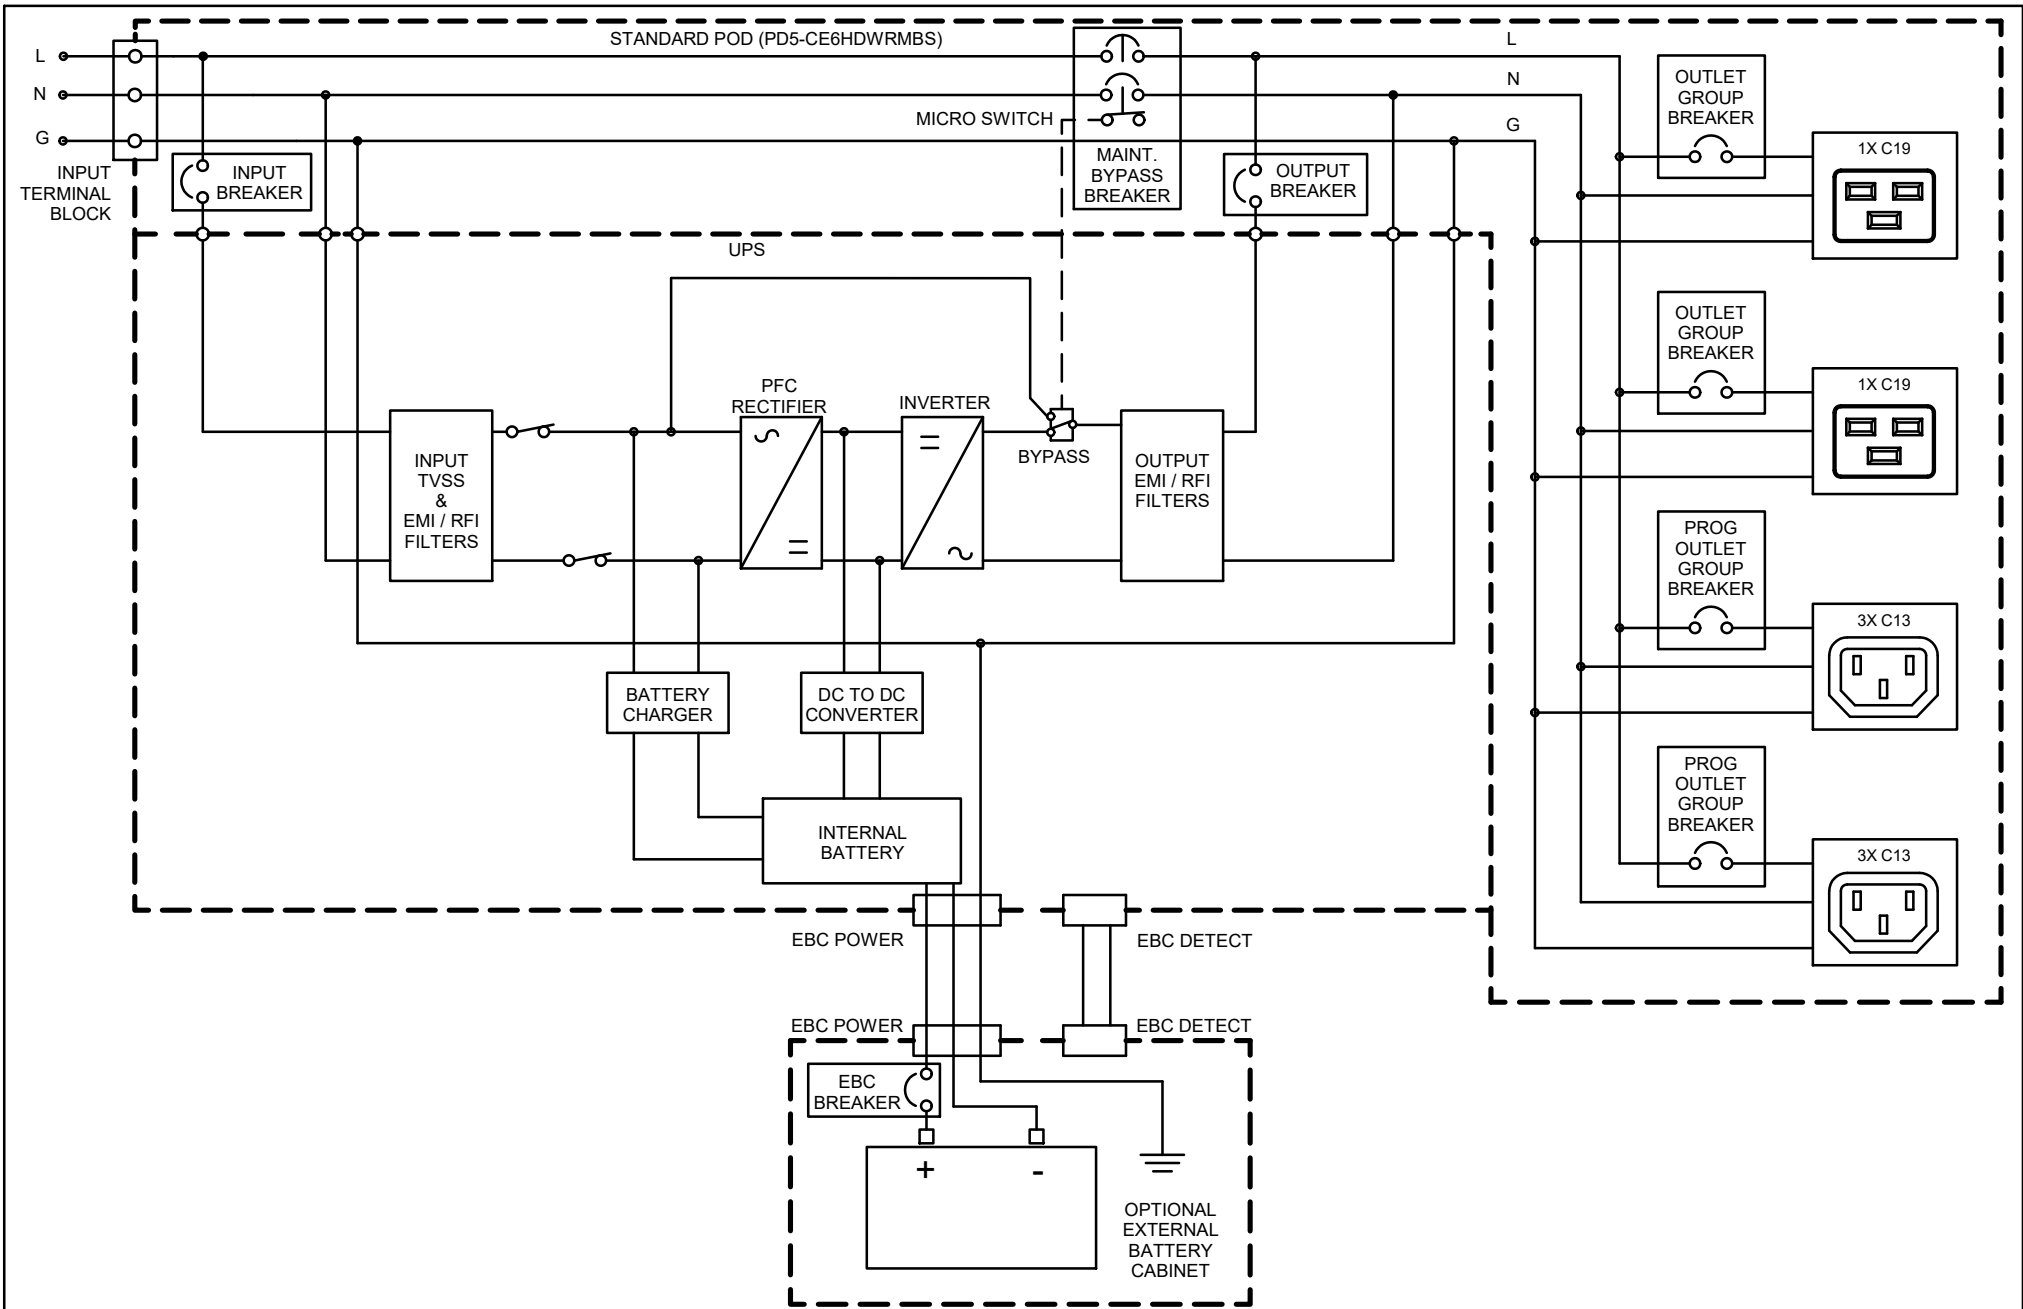 STANDARD POD (PD5-CE6HDWRMBS)
L
N
G
INPUT
TERMINAL
BLOCK
INPUT
BREAKER
MICRO SWITCH
MAINT.
BYPASS
BREAKER
OUTPUT
BREAKER
L
N
G
OUTLET
GROUP
BREAKER
1X C19
OUTLET
GROUP
BREAKER
1X C19
PROG
OUTLET
GROUP
BREAKER
3X C13
PROG
OUTLET
GROUP
BREAKER
3X C13
UPS
INPUT
TVSS
&
EMI / RFI
FILTERS
PFC
RECTIFIER
INVERTER
BYPASS
OUTPUT
EMI / RFI
FILTERS
BATTERY
CHARGER
DC TO DC
CONVERTER
INTERNAL
BATTERY
EBC POWER
EBC DETECT
EBC POWER
EBC DETECT
EBC
BREAKER
+
-
OPTIONAL
EXTERNAL
BATTERY
CABINET